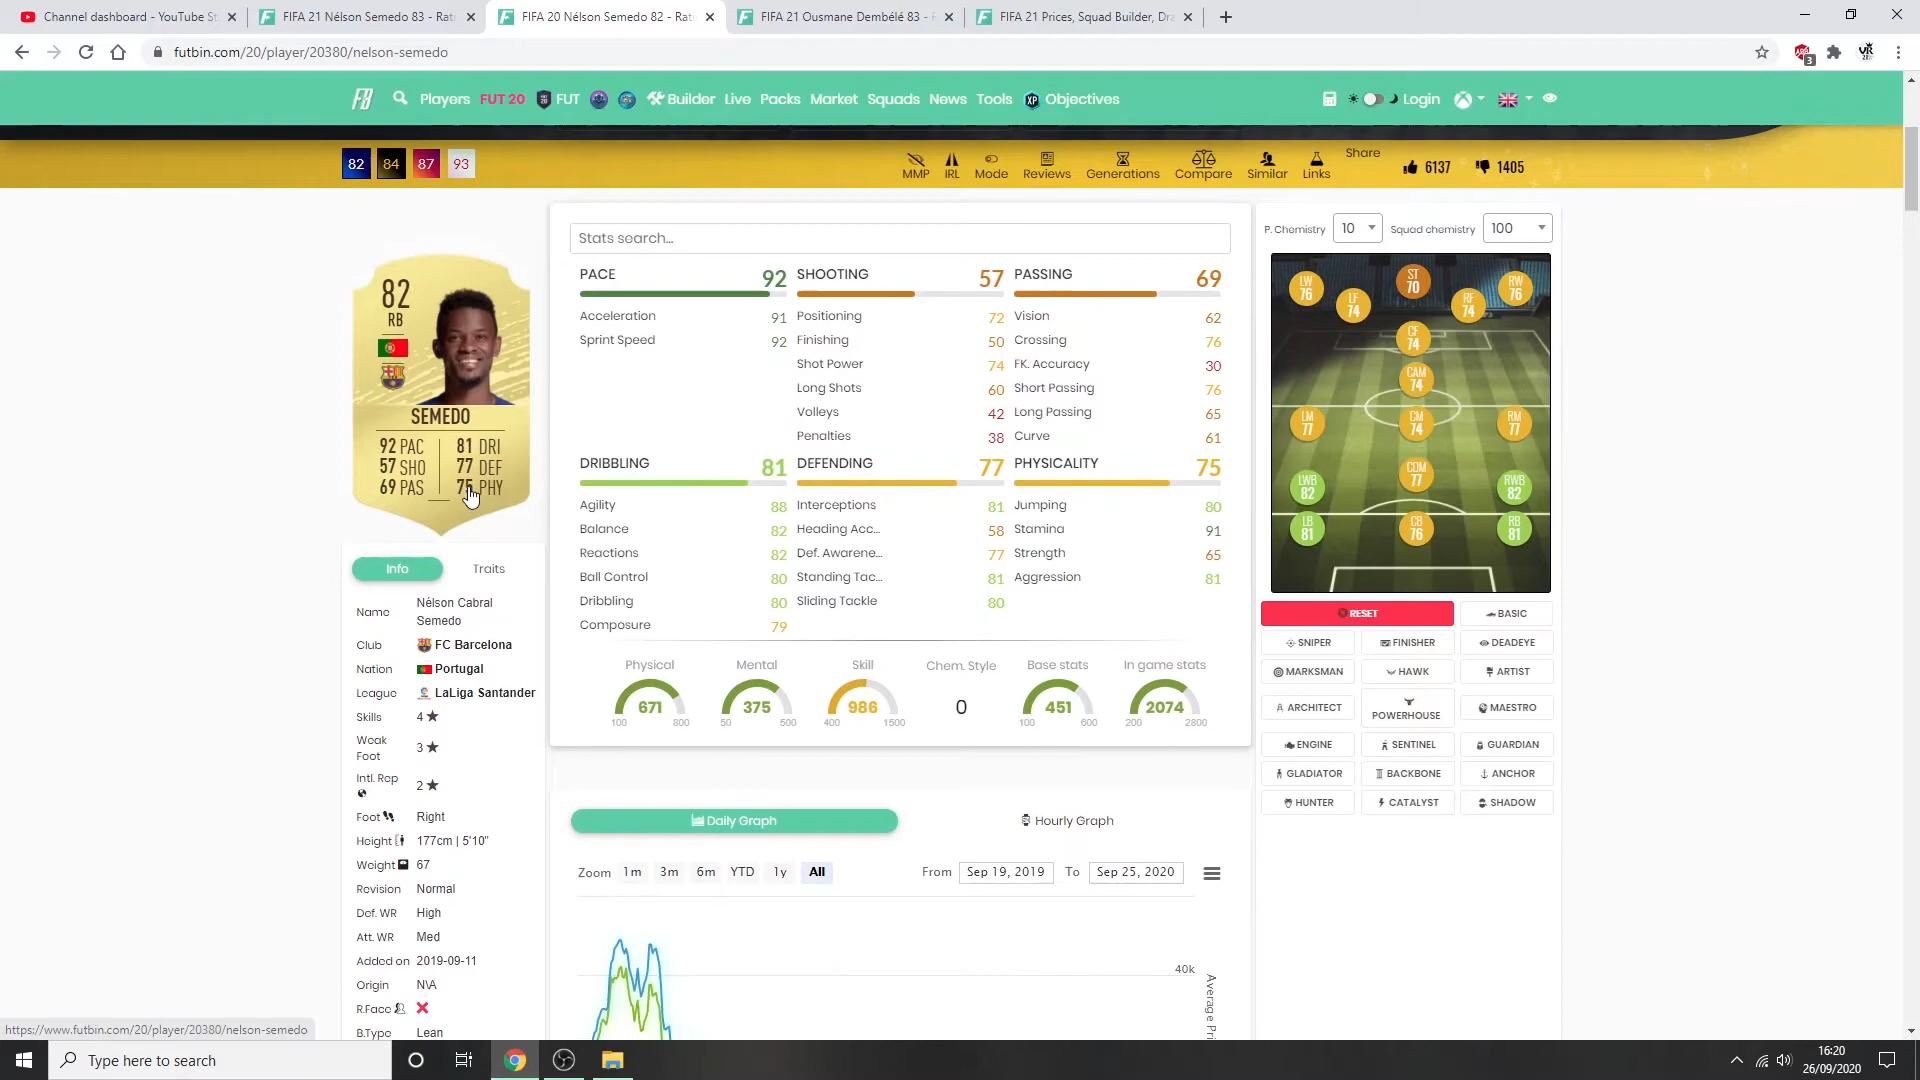 Channel dashboard - YouTube St
FIFA 21 Nélson Semedo 83 - Rati
FIFA 20 Nélson Semedo 82 - Rati
FIFA 21 Ousmane Dembélé 83 - F
FIFA 21 Prices, Squad Builder, Dra
futbin.com/20/player/20380/nelson-semedo
3
Players FUT 20 FUT Builder Live Packs Market Squads News Tools XP Objectives Login
82 84 87 93
MMP IRL Mode Reviews Generations Compare Similar Links Share 6137 1405
82
RB
SEMEDO
92 PAC 81 DRI
57 SHO 77 DEF
69 PAS 75 PHY
Info Traits
Name Nélson Cabral Semedo
Club FC Barcelona
Nation Portugal
League LaLiga Santander
Skills 4 ★
Weak Foot 3 ★
Intl. Rep 2 ★
Foot Right
Height 177cm | 5'10"
Weight 67
Revision Normal
Def. WR High
Att. WR Med
Added on 2019-09-11
Origin N\A
R.Face
B.Type Lean
Stats search...
PACE 92
Acceleration 91
Sprint Speed 92
SHOOTING 57
Positioning 72
Finishing 50
Shot Power 74
Long Shots 60
Volleys 42
Penalties 38
PASSING 69
Vision 62
Crossing 76
FK. Accuracy 30
Short Passing 76
Long Passing 65
Curve 61
DRIBBLING 81
Agility 88
Balance 82
Reactions 82
Ball Control 80
Dribbling 80
Composure 79
DEFENDING 77
Interceptions 81
Heading Acc... 58
Def. Awarene... 77
Standing Tac... 81
Sliding Tackle 80
PHYSICALITY 75
Jumping 80
Stamina 91
Strength 65
Aggression 81
Physical Mental Skill Chem. Style Base stats In game stats
671 375 986 0 451 2074
100 800 50 500 400 1500 100 600 200 2800
Daily Graph Hourly Graph
Zoom 1m 3m 6m YTD 1y All From Sep 19, 2019 To Sep 25, 2020
40k
Average Pri
P. Chemistry 10 Squad chemistry 100
LW 76
ST 70
RW 76
LF 74
RF 74
CF 74
CAM 74
LM 77
CM 74
RM 77
LWB 82
CDM 77
RWB 82
LB 81
CB 76
RB 81
RESET BASIC
SNIPER FINISHER DEADEYE
MARKSMAN HAWK ARTIST
ARCHITECT POWERHOUSE MAESTRO
ENGINE SENTINEL GUARDIAN
GLADIATOR BACKBONE ANCHOR
HUNTER CATALYST SHADOW
https://www.futbin.com/20/player/20380/nelson-semedo
Type here to search
16:20
26/09/2020